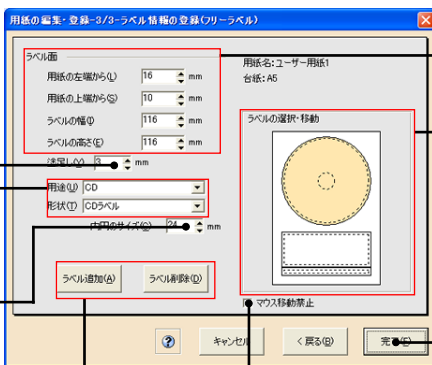 用紙の編集・登録-3/3-ラベル情報の登録(フリーラベル)
ラベル面
用紙の左端から(L) 16 mm
用紙の上端から(S) 10 mm
ラベルの幅(I) 116 mm
ラベルの高さ(E) 116 mm
塗足し(V) 3 mm
用途(U) CD
形状(T) CDラベル
内円のサイズ(C) 24 mm
ラベル追加(A) ラベル削除(D)
用紙名:ユーザー用紙1
台紙:A5
ラベルの選択・移動
マウス移動禁止
? キャンセル < 戻る(B) 完了(F)